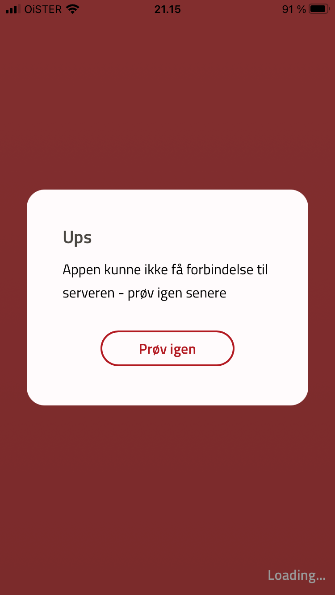 OiSTER 21.15 91 %
Ups
Appen kunne ikke få forbindelse til
serveren - prøv igen senere
Prøv igen
Loading...